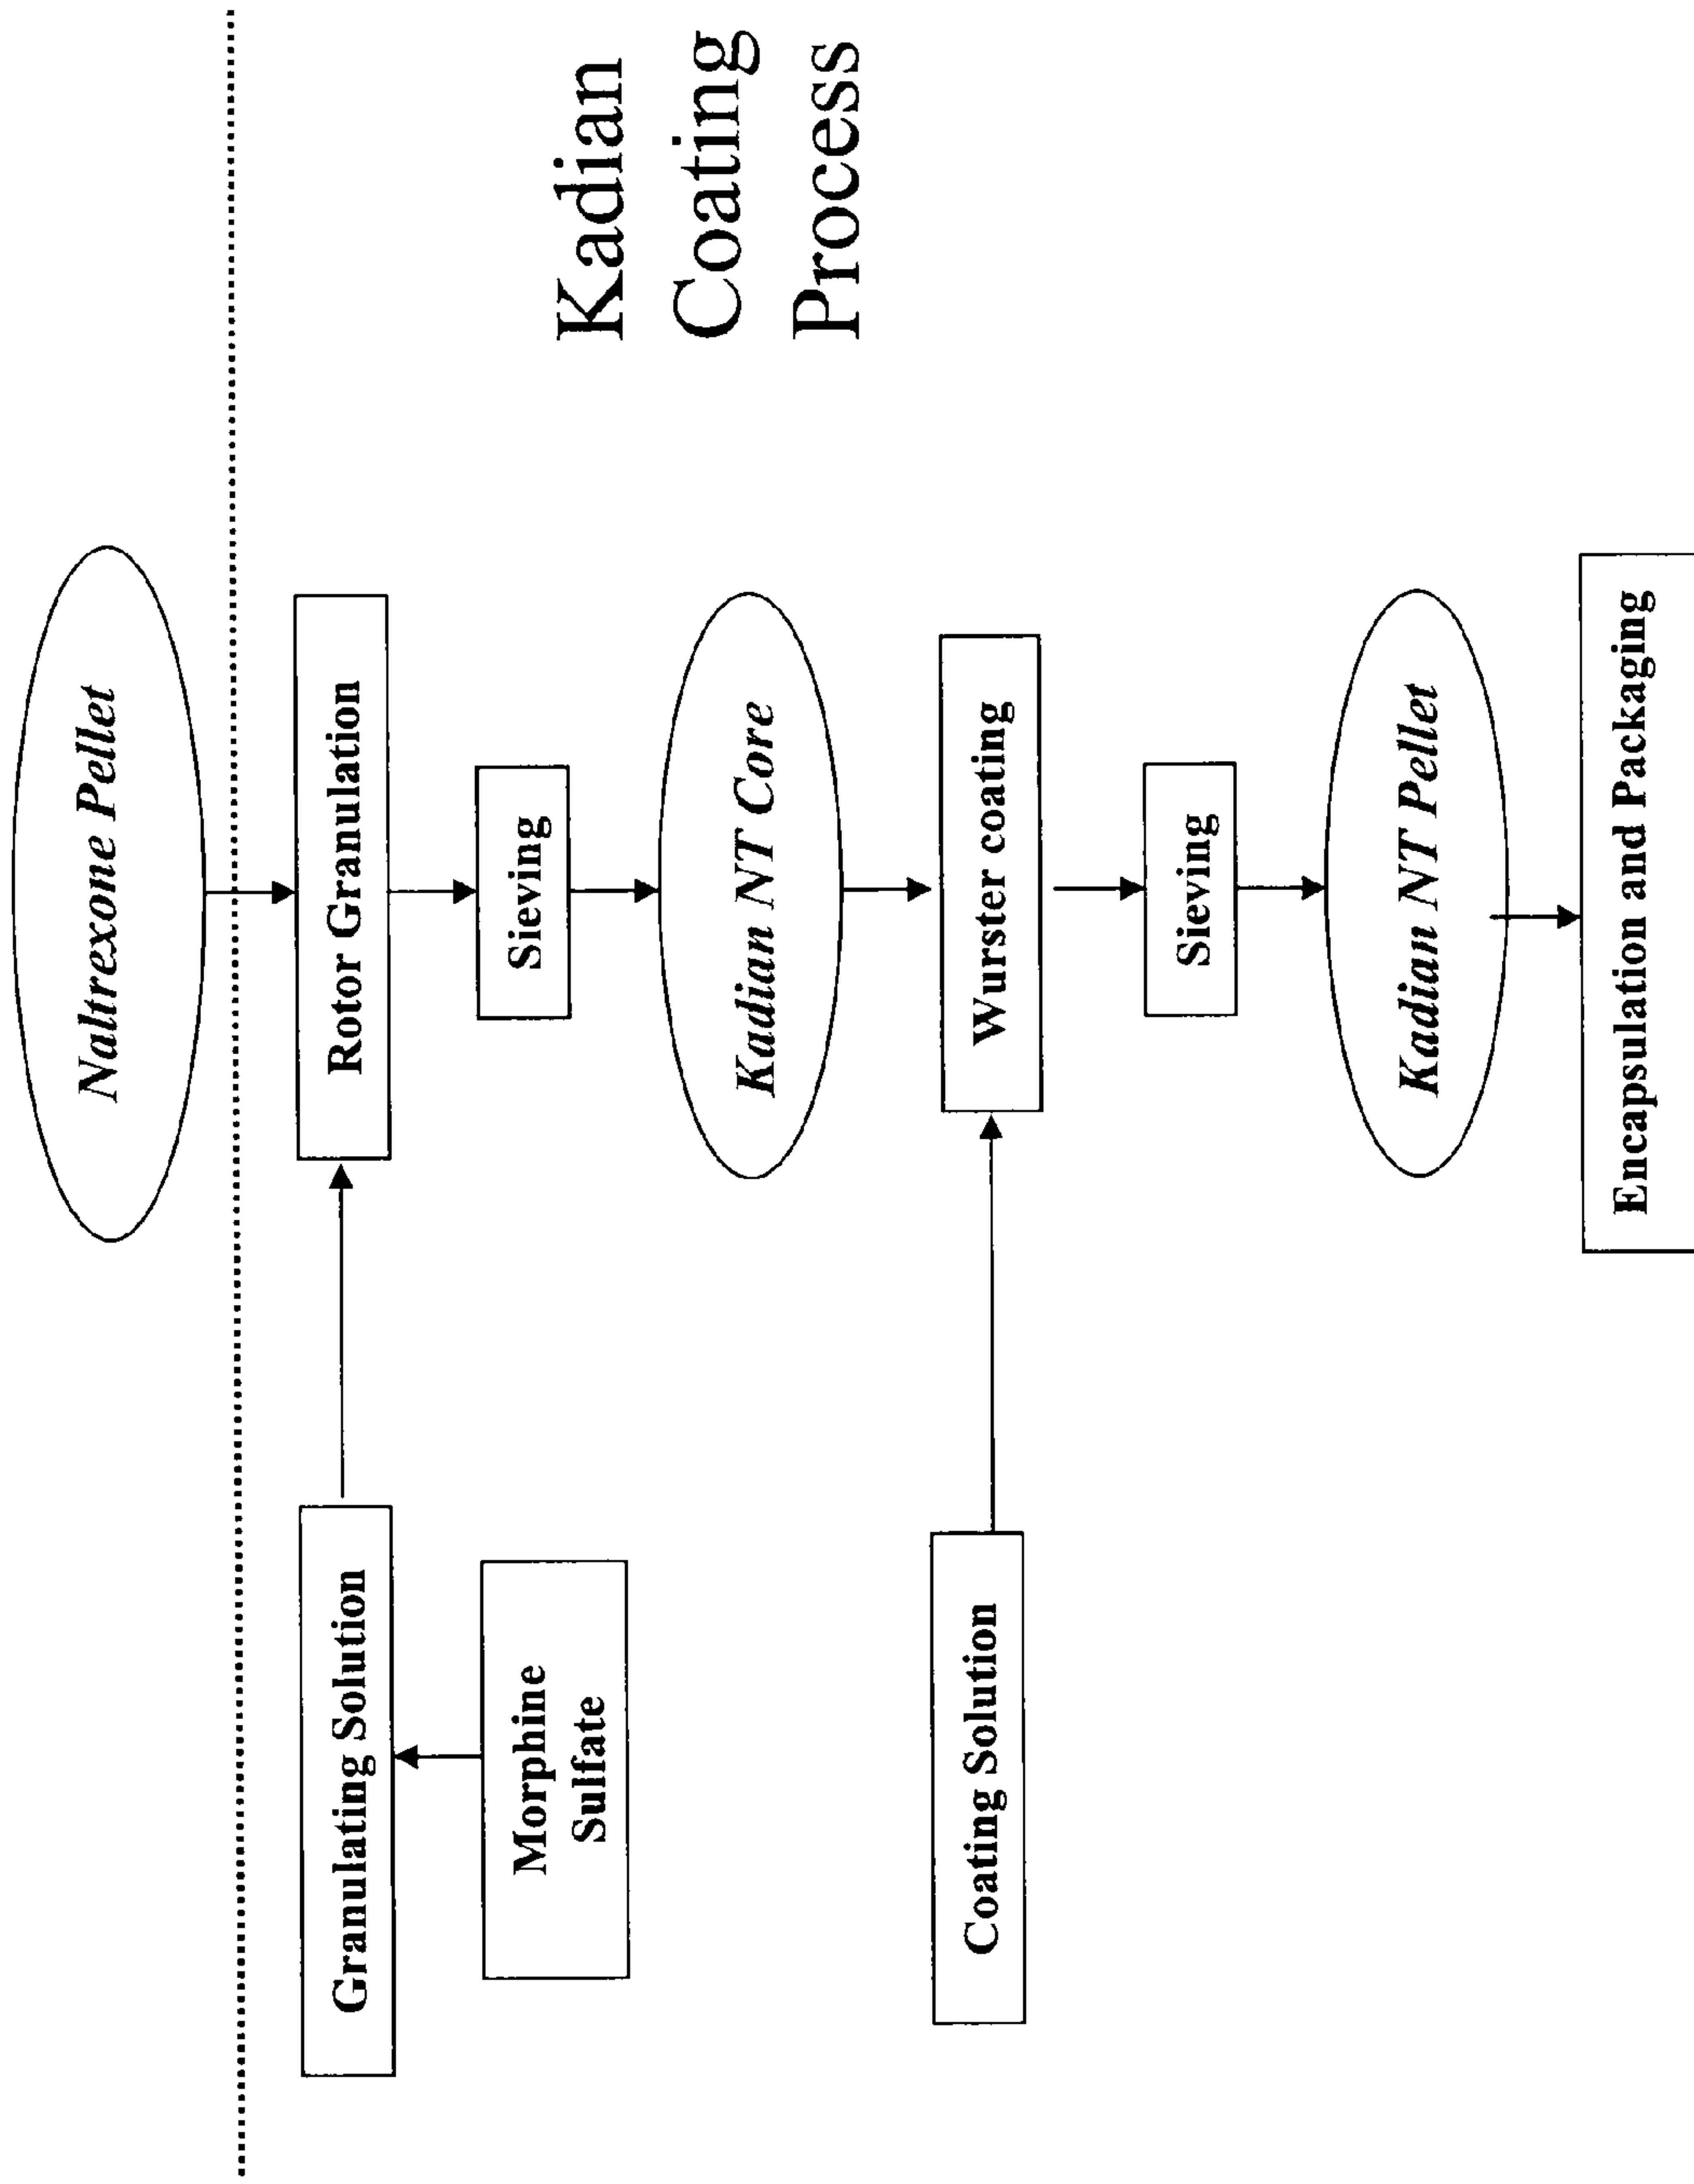 Naltrexone Pellet
Granulating Solution
Rotor Granulation
Morphine
Sulfate
Sieving
Kadian
Coating
Process
Kadian NT Core
Coating Solution
Wurster coating
Sieving
Kadian NT Pellet
Encapsulation and Packaging